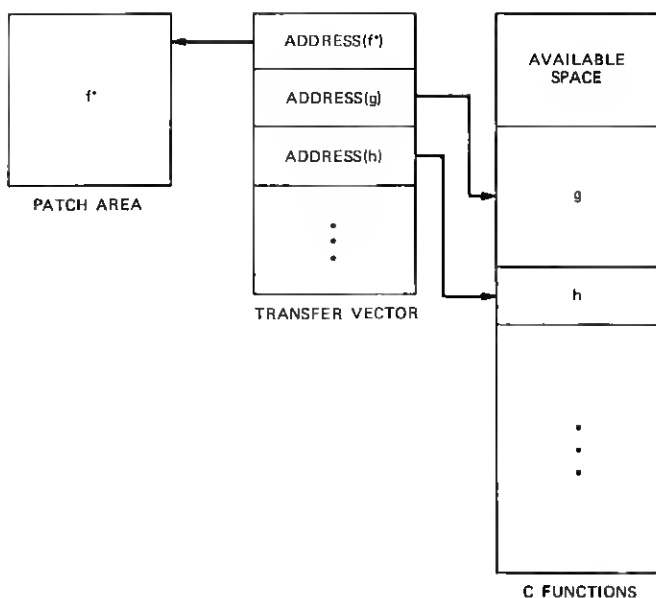 ADDRESS(f*)
ADDRESS(g)
ADDRESS(h)
TRANSFER VECTOR
f*
PATCH AREA
AVAILABLE
SPACE
g
h
C FUNCTIONS